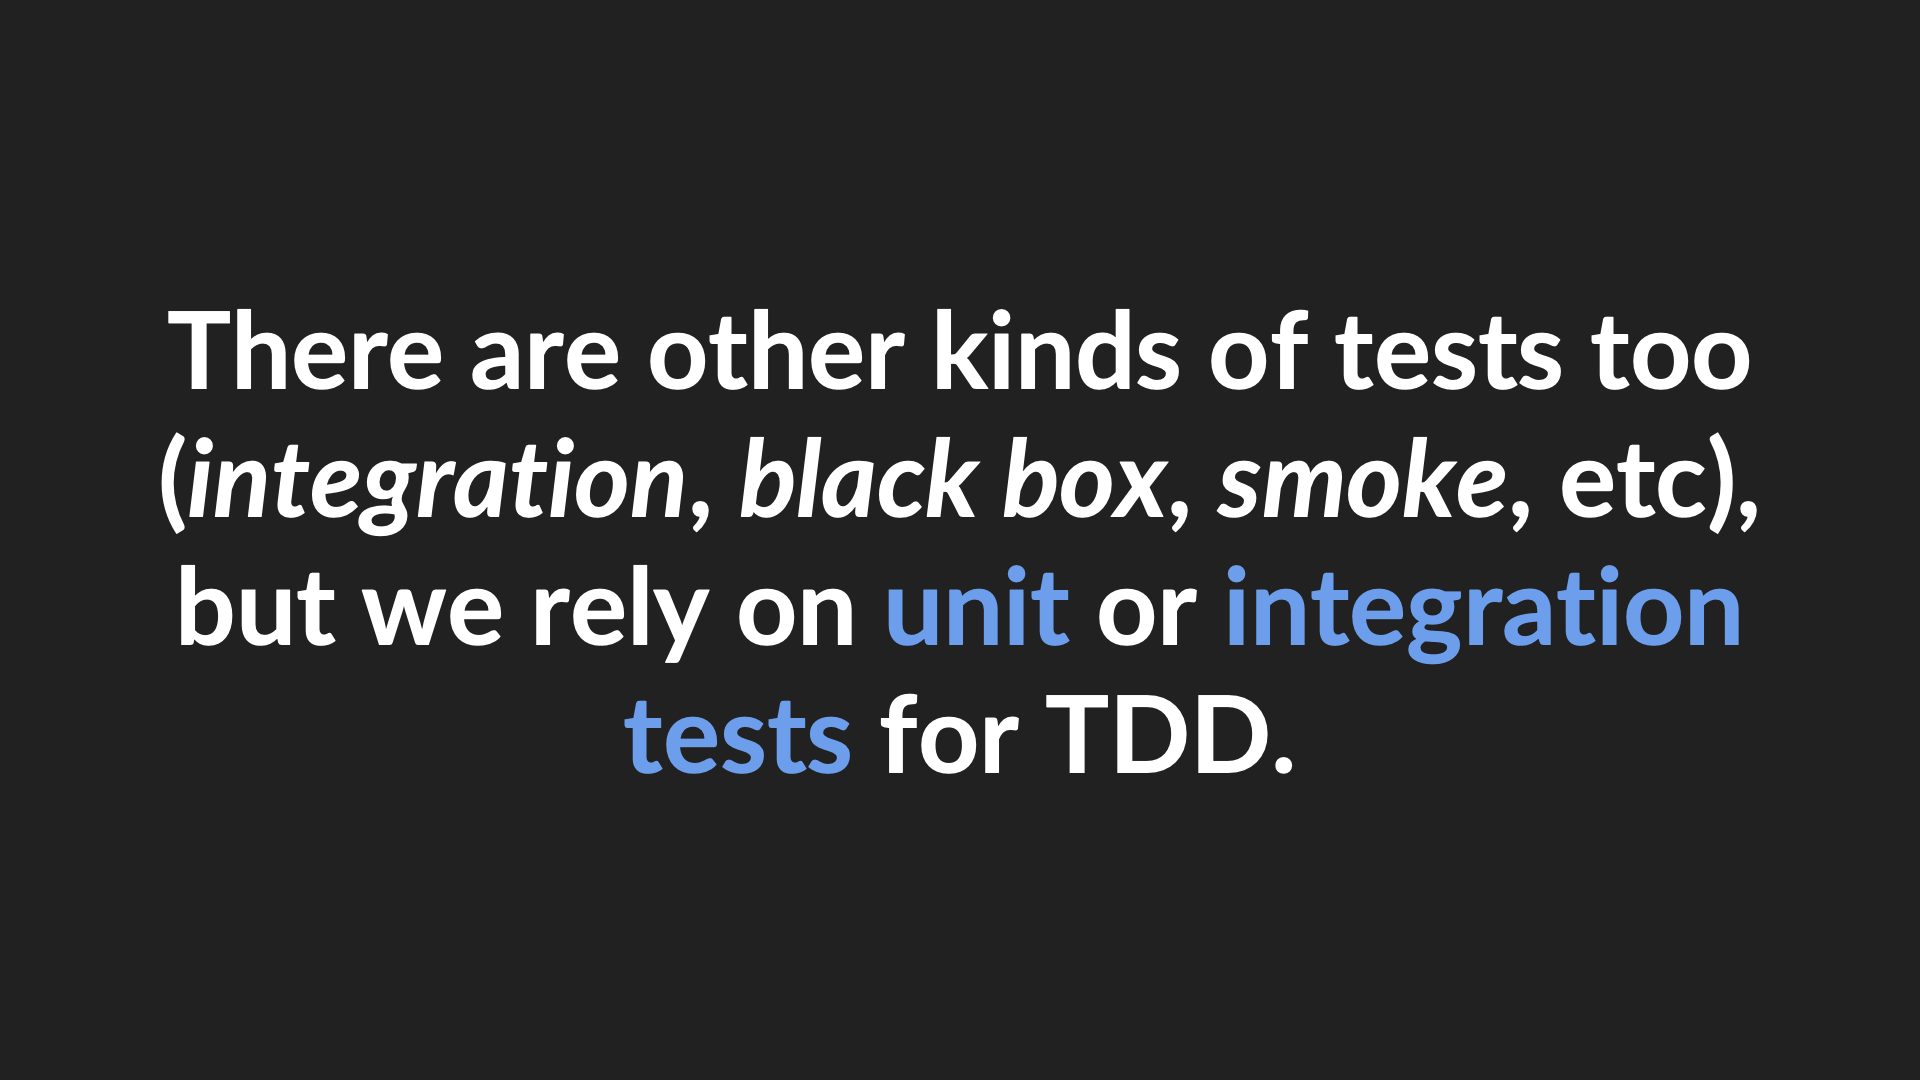 There are other kinds of tests too
(integration, black box, smoke, etc),
but we rely on unit or integration
tests for TDD.